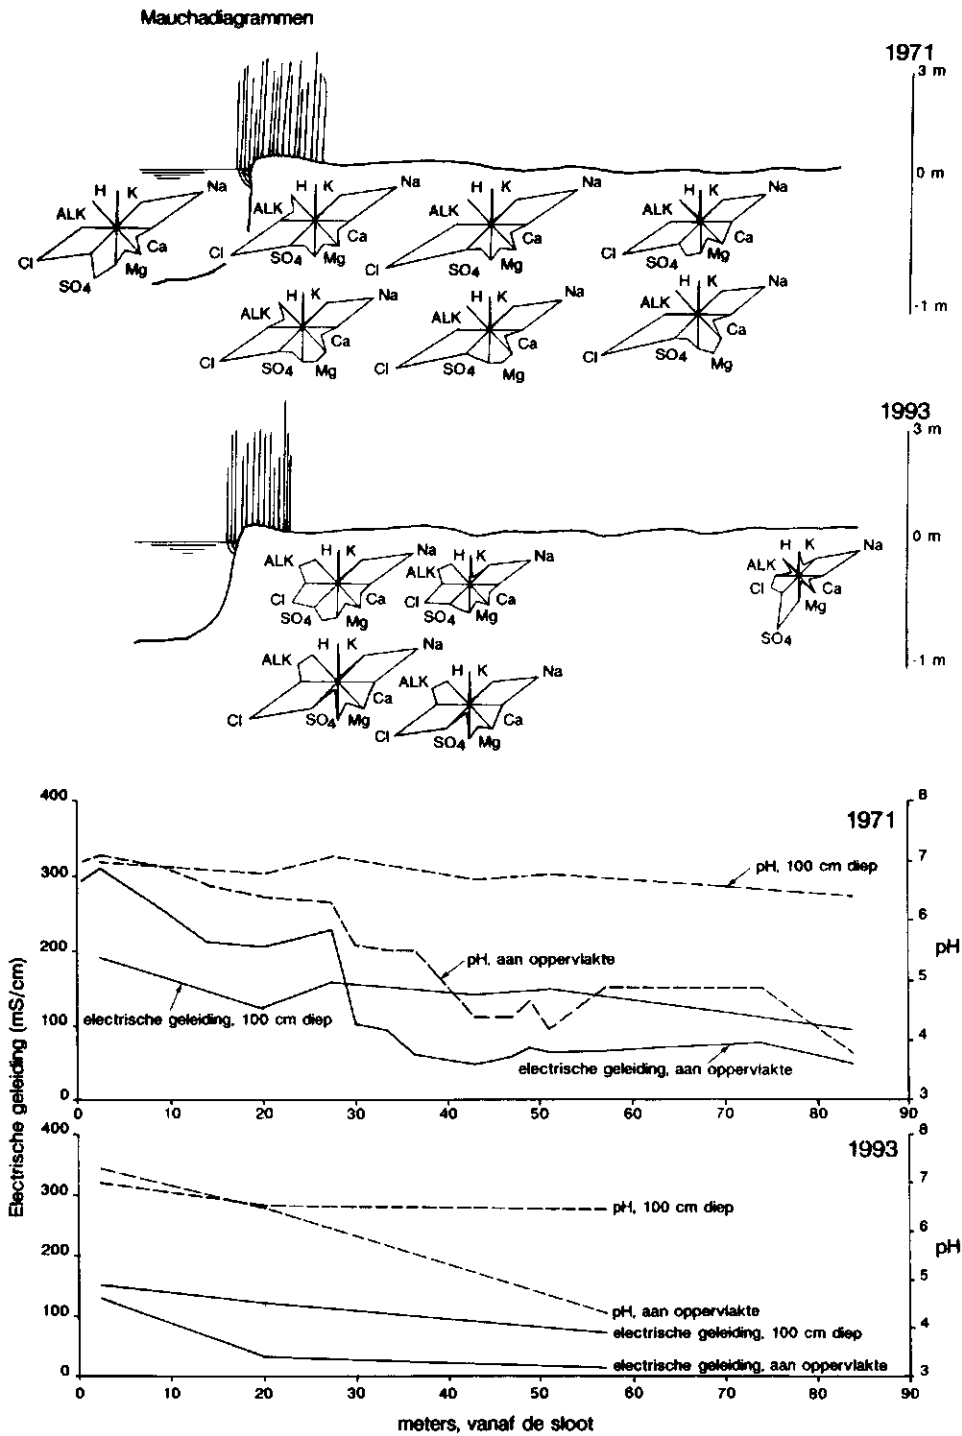 Mauchadiagrammen
1971
3 m
0 m
-1 m
H K Na
ALK
Cl
Ca
Mg
SO4
H K Na
ALK
Cl
SO4
Ca
Mg
H K Na
ALK
Cl
SO4
Ca
Mg
H K Na
ALK
Cl
SO4
Ca
Mg
H K Na
ALK
Cl
SO4
Ca
Mg
H K Na
ALK
Cl
SO4
Ca
Mg
H K Na
ALK
Cl
SO4
Ca
Mg
1993
3 m
0 m
-1 m
H K Na
ALK
Cl
SO4
Ca
Mg
H K Na
ALK
Cl
SO4
Ca
Mg
H K Na
ALK
Cl
Ca
Mg
SO4
H K Na
ALK
Cl
SO4
Ca
Mg
H K Na
ALK
Cl
SO4
Ca
Mg
1971
Electrische geleiding (mS/cm)
400
300
200
100
0
8
7
6
5
4
3
pH
pH, 100 cm diep
pH, aan oppervlakte
electrische geleiding, 100 cm diep
electrische geleiding, aan oppervlakte
0 10 20 30 40 50 60 70 80 90
1993
400
300
200
100
0
8
7
6
5
4
3
pH
pH, 100 cm diep
pH, aan oppervlakte
electrische geleiding, 100 cm diep
electrische geleiding, aan oppervlakte
0 10 20 30 40 50 60 70 80 90
meters, vanaf de sloot